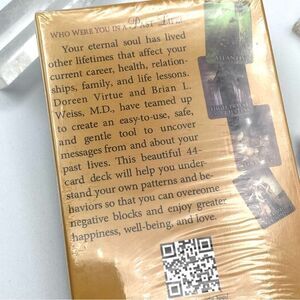 WHO WERE YOU IN A PAST LIFE
Your eternal soul has lived
other lifetimes that affect your
current career, health, relation-
ships, family, and life lessons.
Doreen Virtue and Brian L.
Weiss, M.D., have teamed up
to create an easy-to-use, safe,
and gentle tool to uncover
messages from and about your
past lives. This beautiful 44-
card deck will help you under-
stand your own patterns and be-
haviors so that you can overcome
negative blocks and enjoy greater
happiness, well-being, and love.